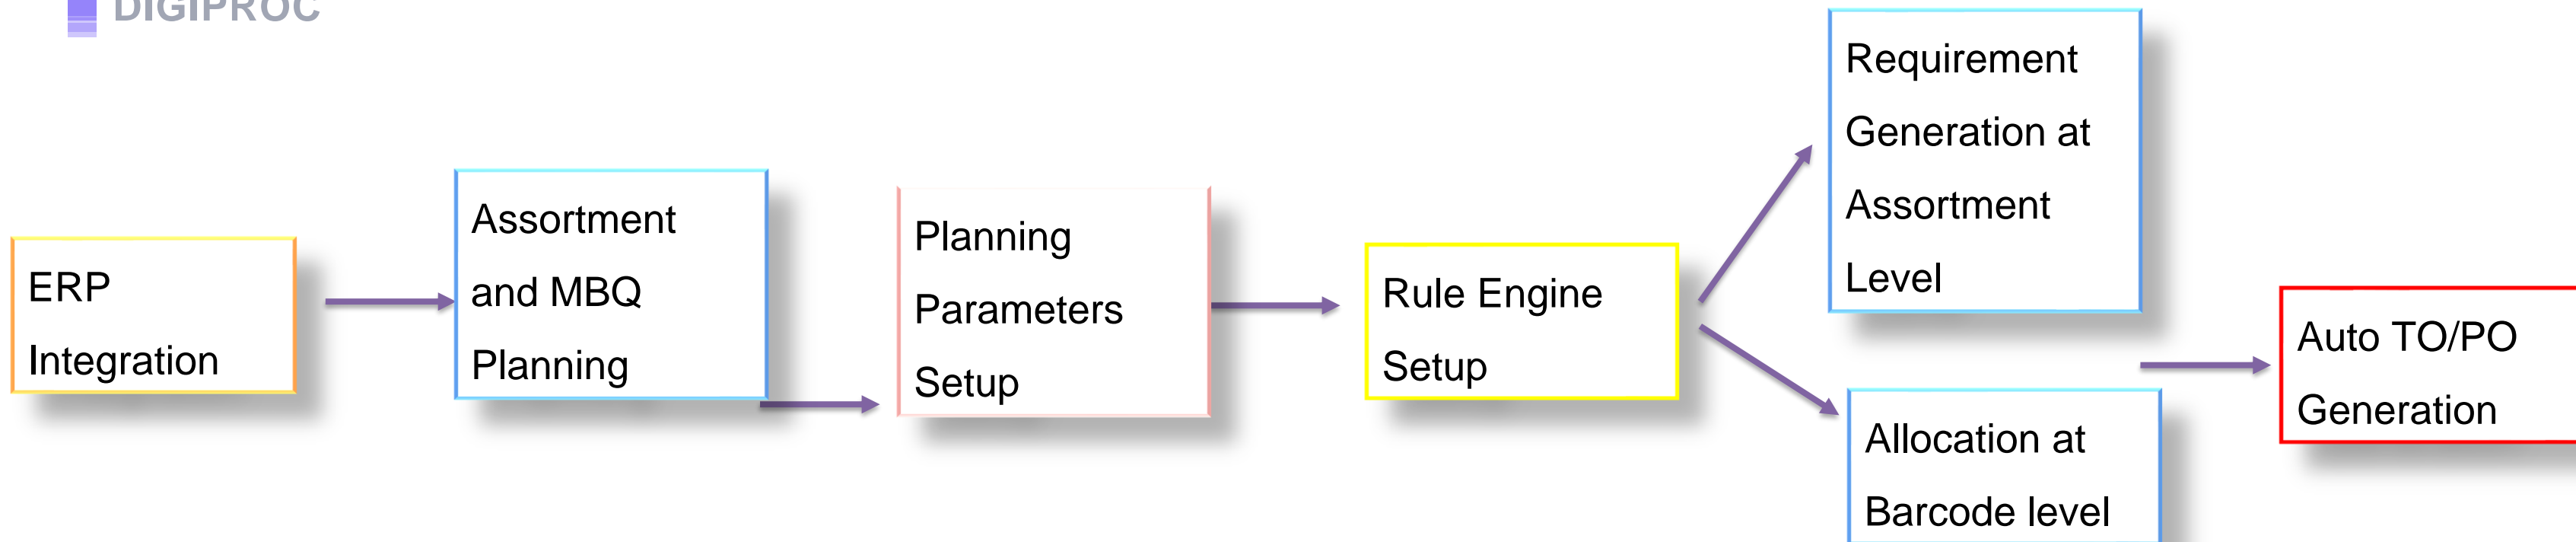 DIGIPROC
ERP
Integration
Assortment
and MBQ
Planning
Planning
Parameters
Setup
Rule Engine
Setup
Requirement
Generation at
Assortment
Level
Allocation at
Barcode level
Auto TO/PO
Generation